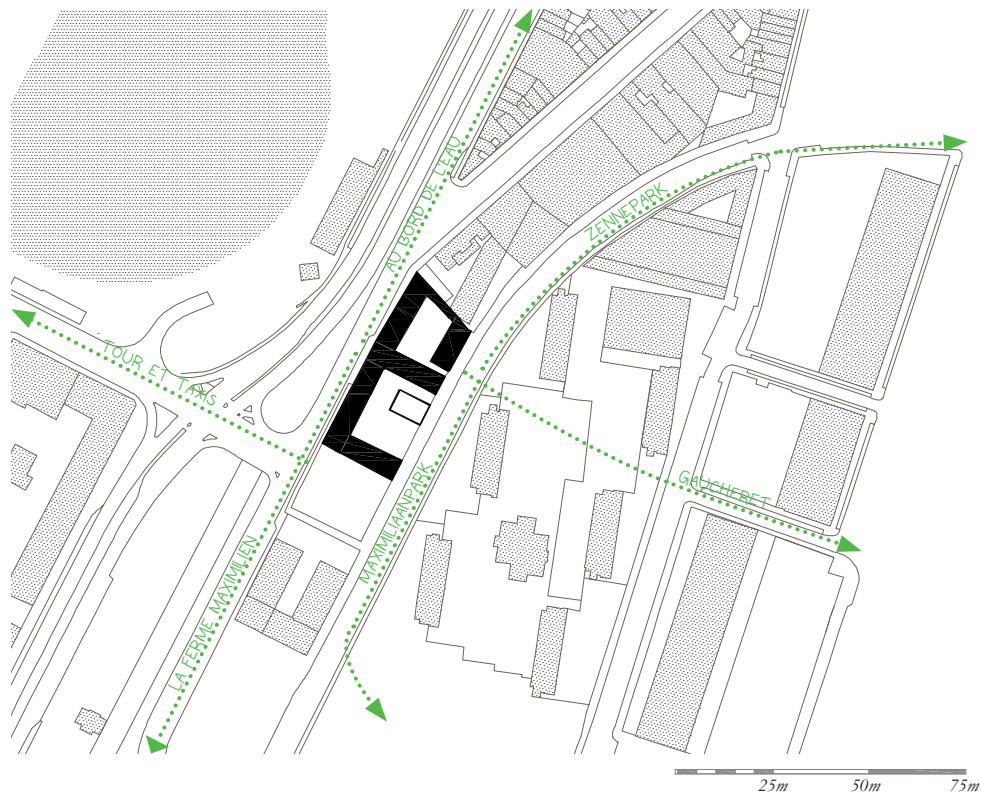 AU BORD DE L'EAU
ZENNEPARK
TOUR ET TAXIS
GAUCHERET
MAXIMILIAANPARK
LA FERME MAXIMILIEN
25m 50m 75m